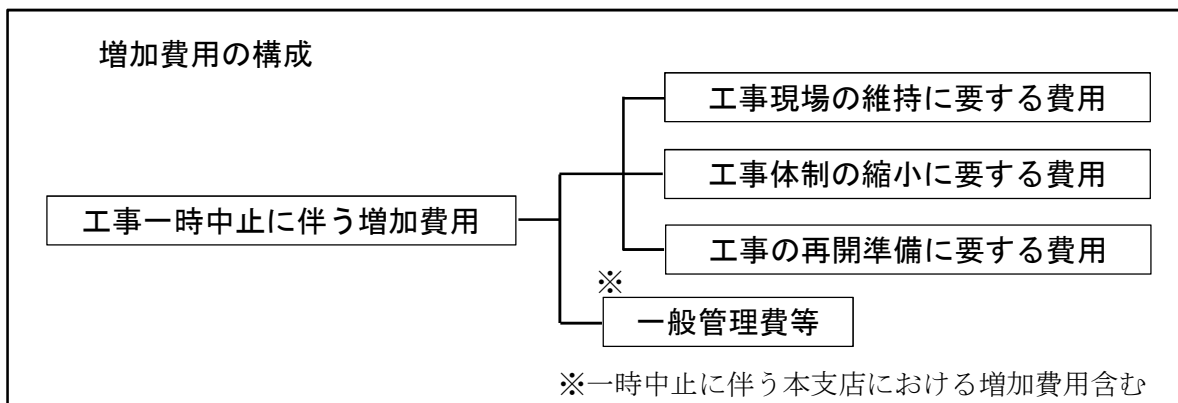 増加費用の構成
工事現場の維持に要する費用
工事体制の縮小に要する費用
工事一時中止に伴う増加費用
工事の再開準備に要する費用
※
一般管理費等
※一時中止に伴う本支店における増加費用含む